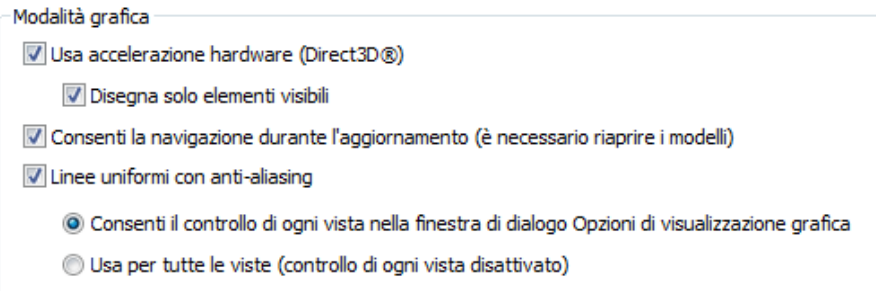 Modalità grafica
Usa accelerazione hardware (Direct3D®)
Disegna solo elementi visibili
Consenti la navigazione durante l'aggiornamento (è necessario riaprire i modelli)
Linee uniformi con anti-aliasing
Consenti il controllo di ogni vista nella finestra di dialogo Opzioni di visualizzazione grafica
Usa per tutte le viste (controllo di ogni vista disattivato)